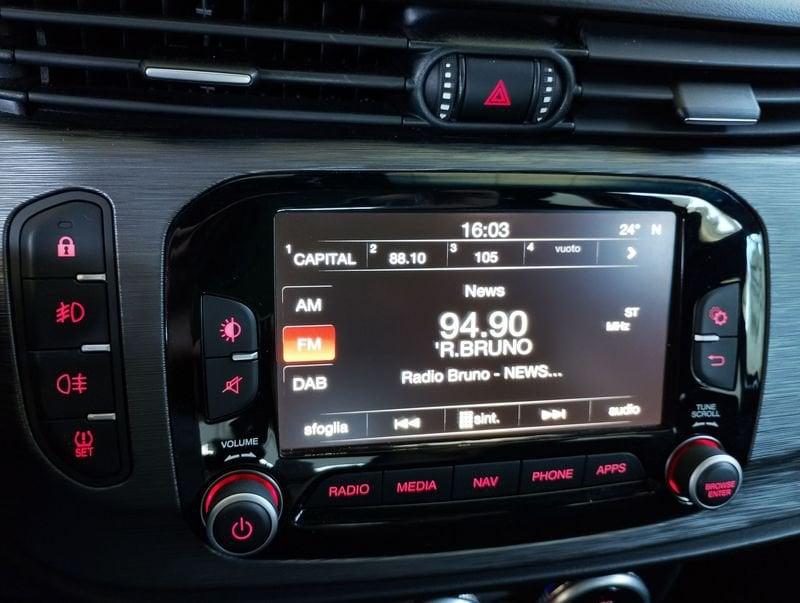 16:03 24° N
1 CAPITAL 2 88.10 3 105 4 vuoto
AM
News
94.90 ST
MHz
FM
'R.BRUNO
DAB
Radio Bruno - NEWS...
sfoglia sint. audio
SET
VOLUME
TUNE
SCROLL
RADIO MEDIA NAV PHONE APPS
BROWSE
ENTER